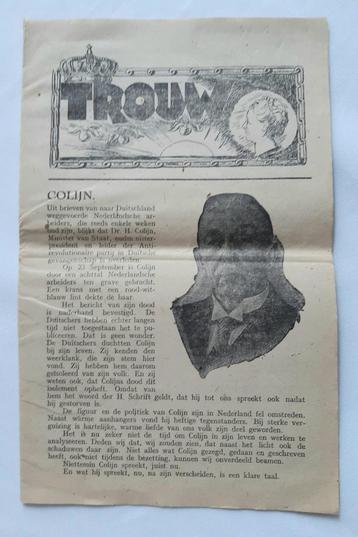 TROUW
COLIJN.
Uit brieven van naar Duitschland
weggevoerde Nederlandsche ar-
beiders, die reeds enkele weken
oud zijn, blijkt dat Dr. H. Colijn,
Minister van Staat, oudm inister-
president en leider der Anti-
revolutionaire partij in Duitsche
gevangenschap is overleden.
Op 23 September is Colijn
door een achttal Nederlandsche
arbeiders ten grave gebracht.
Een krans met een rood-wit-
blauw lint dekte de baar.
Het bericht van zijn dood is
naderhand bevestigd. De
Duitschers hebben echter langen
tijd niet toegestaan het te pu-
bliceeren. Dat is geen wonder.
De Duitschers duchtten Colijn
bij zijn leven. Zij kenden den
weerklank, die zijn stem hier
vond. Zij hebben hem daarom
geïsoleerd van zijn volk. En zij
weten ook, dat Colijns dood dit
isolement opheft. Omdat van
hem het woord der H. Schrift geldt, dat hij tot ons spreekt ook nadat
hij gestorven is.
De figuur en de politiek van Colijn zijn in Nederland fel omstreden.
Naast warme aanhangers vond hij heftige tegenstanders. Bij sterke ver-
guizing is hartelijke, warme liefde van ons volk zijn deel geworden.
Het is nu zeker niet de tijd om Colijn in zijn leven en werken te
analyseeren. Deden wij dat, wij zouden zien, dat naast het licht ook de
schaduwen daar zijn. Niet alles wat Colijn gezegd, gedaan en geschreven
heeft, ook niet tijdens de bezetting, kunnen wij onverdeeld beamen.
Niettemin Colijn spreekt, juist nu.
En wat hij spreekt, nu, na zijn verscheiden, is een klare taal.